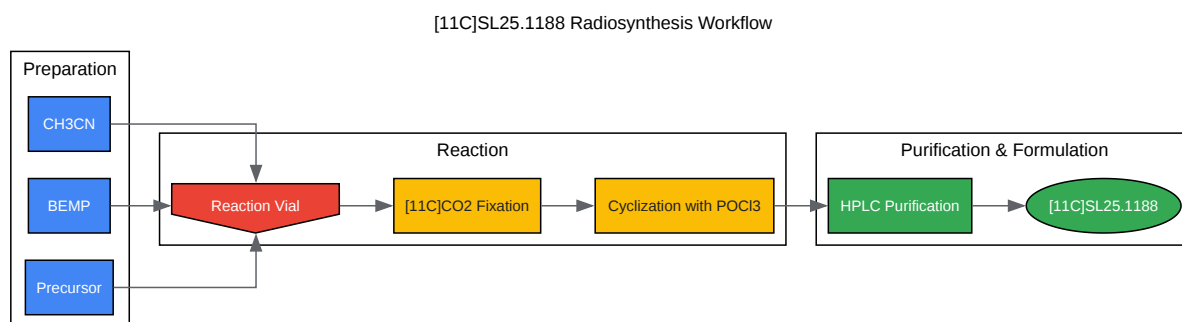 [11C]SL25.1188 Radiosynthesis Workflow
Preparation
CH3CN
BEMP
Precursor
Reaction
Reaction Vial
[11C]CO2 Fixation
Cyclization with POCl3
Purification & Formulation
HPLC Purification
[11C]SL25.1188